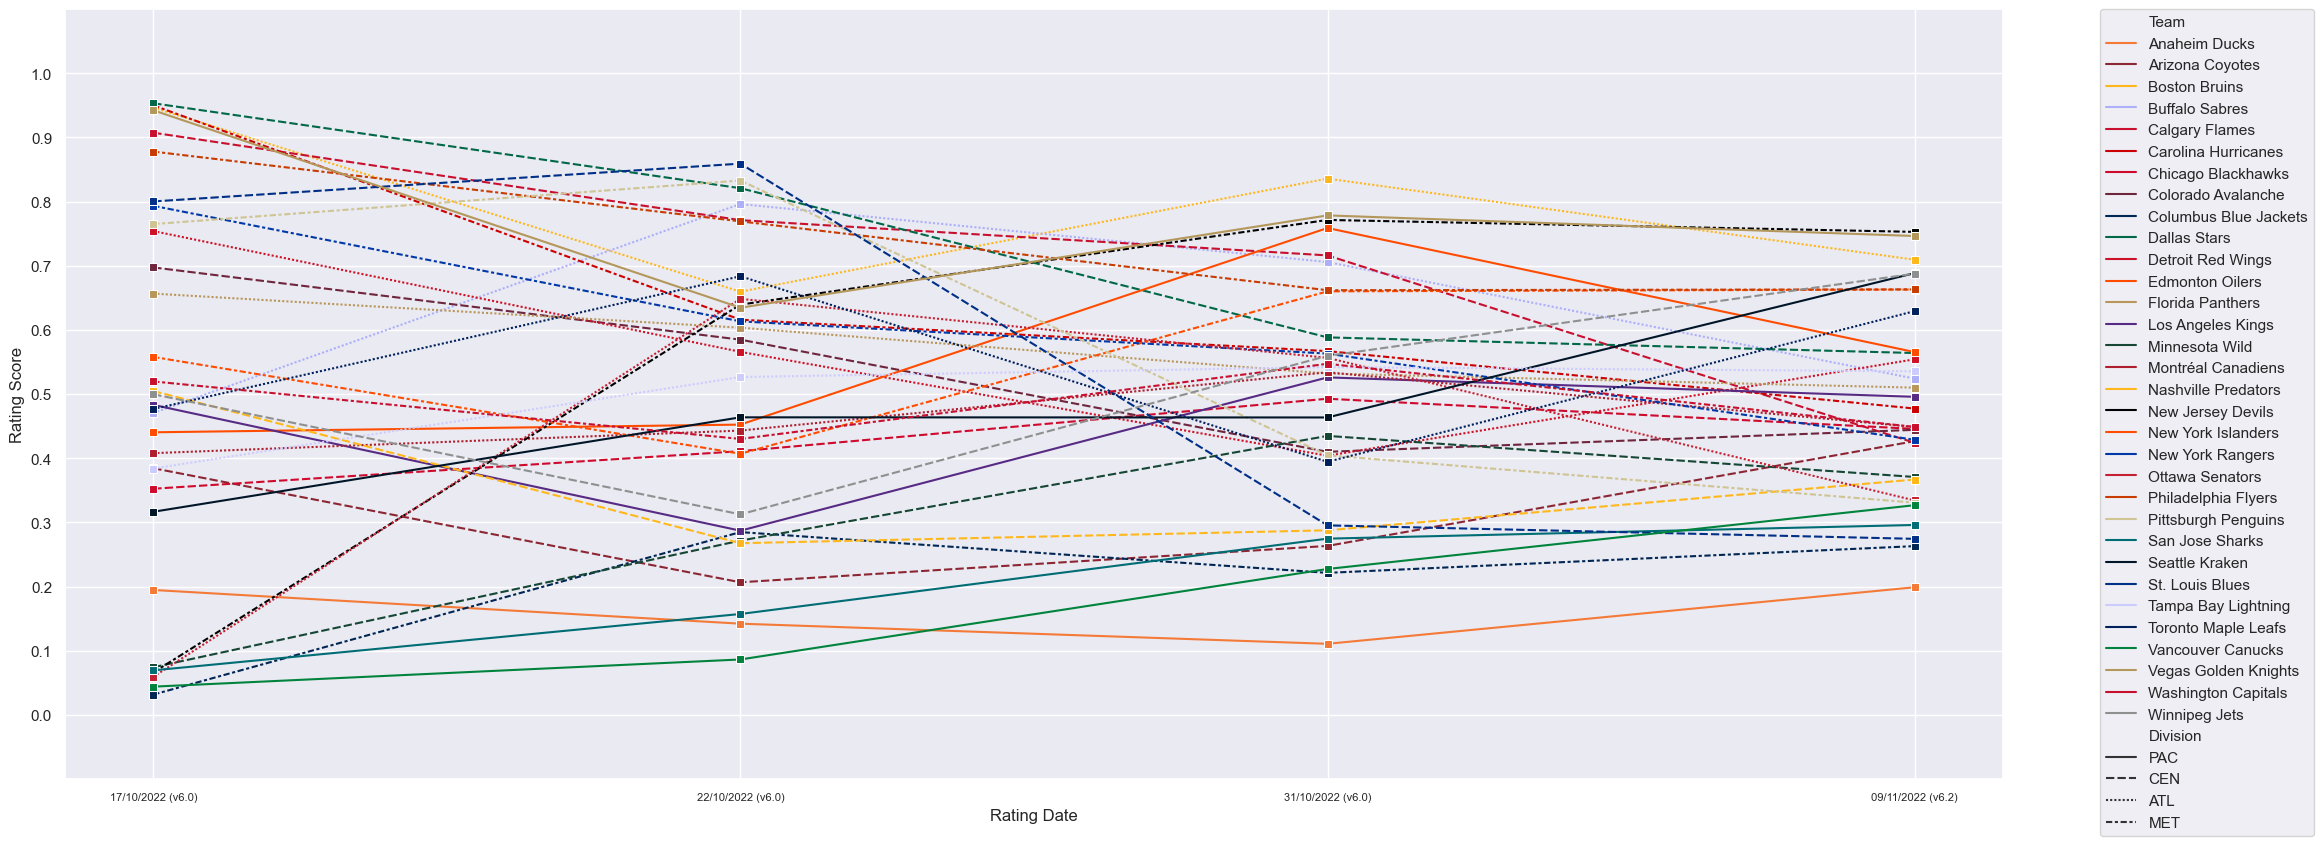 1.0
0.9
0.8
0.7
0.6
0.5
0.4
0.3
0.2
0.1
0.0
Rating Score
17/10/2022 (v6.0)
22/10/2022 (v6.0)
31/10/2022 (v6.0)
09/11/2022 (v6.2)
Rating Date
Team
Anaheim Ducks
Arizona Coyotes
Boston Bruins
Buffalo Sabres
Calgary Flames
Carolina Hurricanes
Chicago Blackhawks
Colorado Avalanche
Columbus Blue Jackets
Dallas Stars
Detroit Red Wings
Edmonton Oilers
Florida Panthers
Los Angeles Kings
Minnesota Wild
Montréal Canadiens
Nashville Predators
New Jersey Devils
New York Islanders
New York Rangers
Ottawa Senators
Philadelphia Flyers
Pittsburgh Penguins
San Jose Sharks
Seattle Kraken
St. Louis Blues
Tampa Bay Lightning
Toronto Maple Leafs
Vancouver Canucks
Vegas Golden Knights
Washington Capitals
Winnipeg Jets
Division
PAC
CEN
ATL
MET